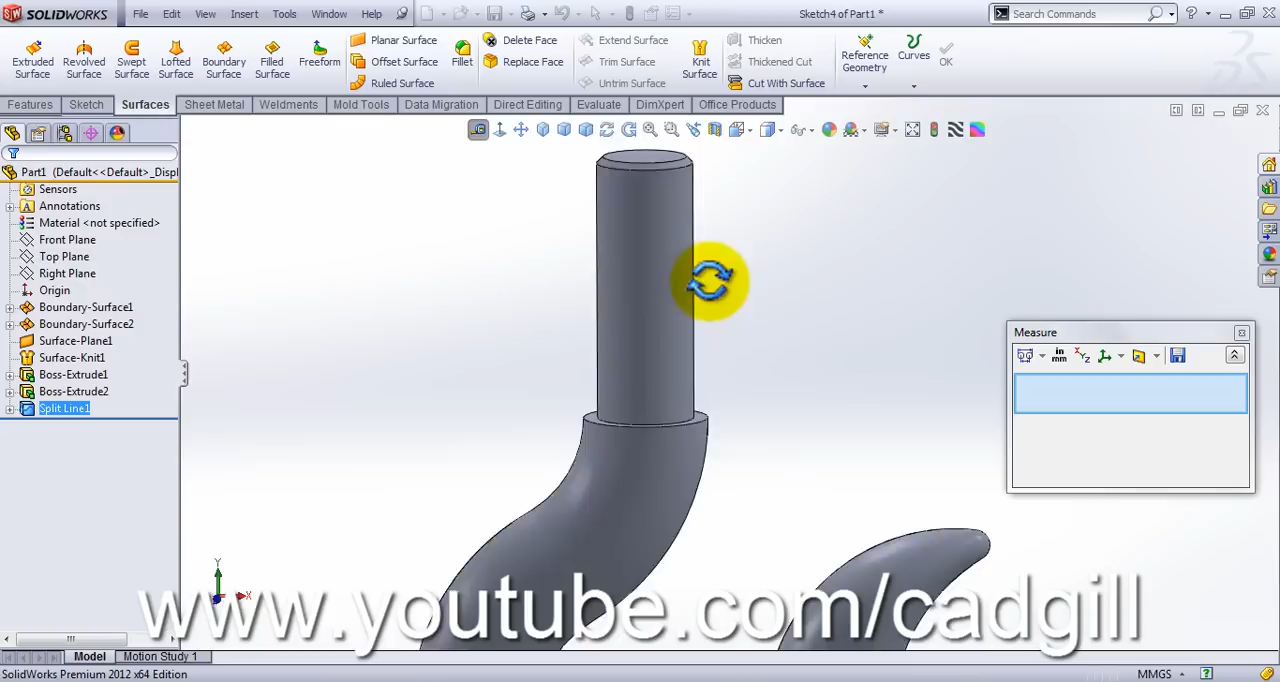 SOLIDWORKS File Edit View Insert Tools Window Help Sketch4 of Part1 * Search Commands
Extruded Surface
Revolved Surface
Swept Surface
Lofted Surface
Boundary Surface
Filled Surface
Freeform
Planar Surface
Offset Surface
Ruled Surface
Fillet
Delete Face
Replace Face
Knit Surface
Extend Surface
Trim Surface
Untrim Surface
Thicken
Thickened Cut
Cut With Surface
Reference Geometry
Curves
OK
Features Sketch Surfaces Sheet Metal Weldments Mold Tools Data Migration Direct Editing Evaluate DimXpert Office Products
Part1 (Default<<Default>_Displ
Sensors
Annotations
Material <not specified>
Front Plane
Top Plane
Right Plane
Origin
Boundary-Surface1
Boundary-Surface2
Surface-Plane1
Surface-Knit1
Boss-Extrude1
Boss-Extrude2
Split Line1
Measure
in
mm
XYZ
Y
X
www.youtube.com/cadgill
Model Motion Study 1
SolidWorks Premium 2012 x64 Edition MMGS